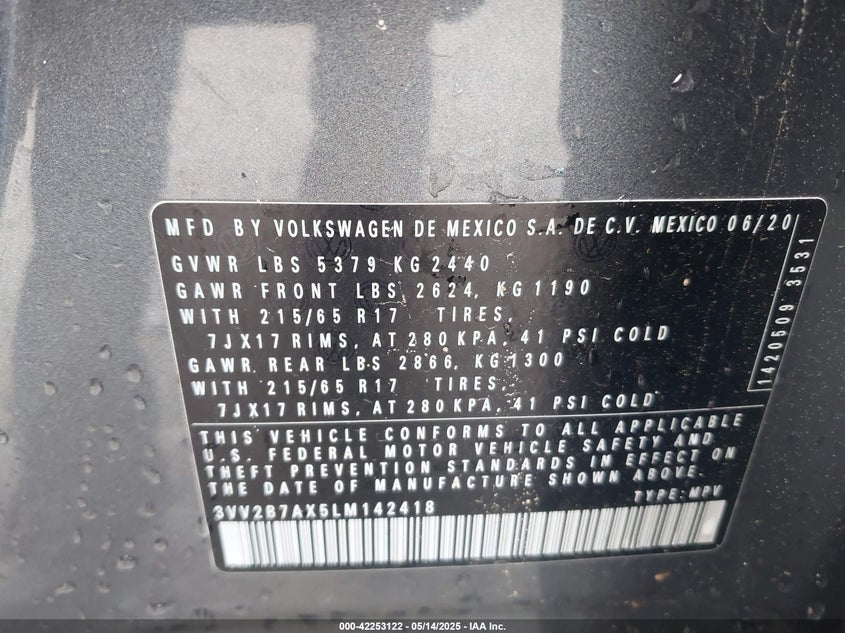 MFD BY VOLKSWAGEN DE MEXICO S.A. DE C.V. MEXICO 06/20
GVWR LBS 5379 KG 2440
GAWR FRONT LBS 2624, KG 1190
WITH 215/65 R17 TIRES,
7JX17 RIMS, AT 280 KPA, 41 PSI COLD
GAWR. REAR LBS 2866, KG 1300
WITH 215/65 R17 TIRES,
7JX17 RIMS, AT 280 KPA, 41 PSI COLD
THIS VEHICLE CONFORMS TO ALL APPLICABLE
U.S. FEDERAL MOTOR VEHICLE SAFETY AND
THEFT PREVENTION STANDARDS IN EFFECT ON
THE DATE OF MANUFACTURE SHOWN ABOVE.
3VV2B7AX5LM142418 TYPE: MPV
1420509 3531
000-42253122 - 05/14/2025 - IAA Inc.